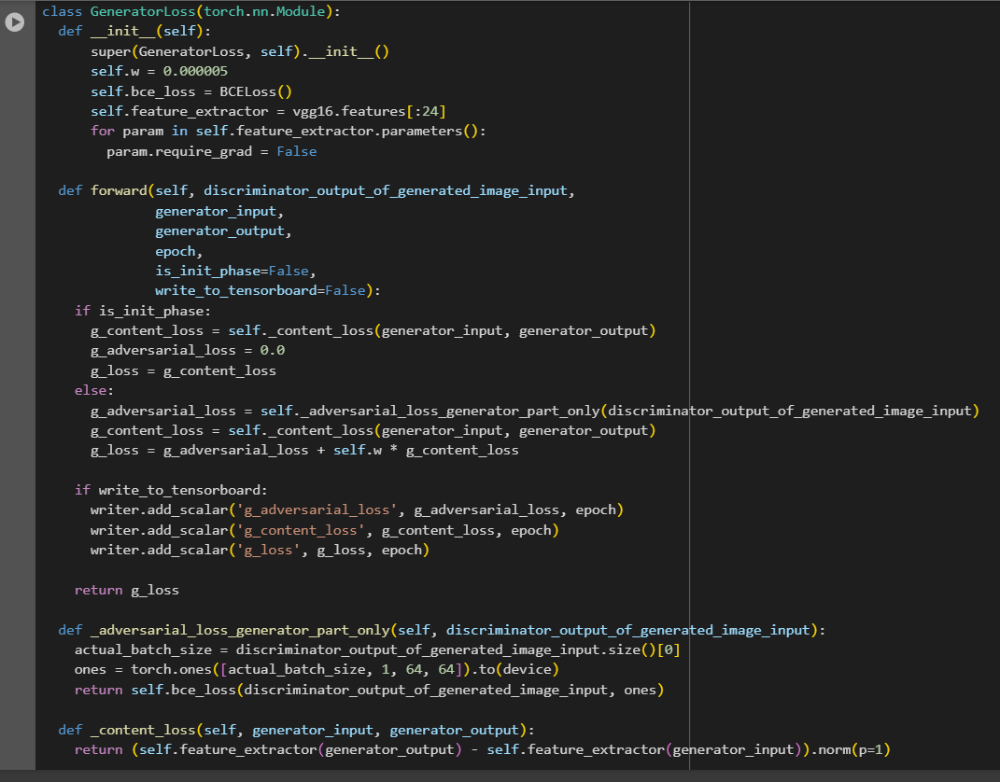 class GeneratorLoss(torch.nn.Module):
  def __init__(self):
      super(GeneratorLoss, self).__init__()
      self.w = 0.000005
      self.bce_loss = BCELoss()
      self.feature_extractor = vgg16.features[:24]
      for param in self.feature_extractor.parameters():
        param.require_grad = False

  def forward(self, discriminator_output_of_generated_image_input,
              generator_input,
              generator_output,
              epoch,
              is_init_phase=False,
              write_to_tensorboard=False):
    if is_init_phase:
      g_content_loss = self._content_loss(generator_input, generator_output)
      g_adversarial_loss = 0.0
      g_loss = g_content_loss
    else:
      g_adversarial_loss = self._adversarial_loss_generator_part_only(discriminator_output_of_generated_image_input)
      g_content_loss = self._content_loss(generator_input, generator_output)
      g_loss = g_adversarial_loss + self.w * g_content_loss

    if write_to_tensorboard:
      writer.add_scalar('g_adversarial_loss', g_adversarial_loss, epoch)
      writer.add_scalar('g_content_loss', g_content_loss, epoch)
      writer.add_scalar('g_loss', g_loss, epoch)

    return g_loss

  def _adversarial_loss_generator_part_only(self, discriminator_output_of_generated_image_input):
    actual_batch_size = discriminator_output_of_generated_image_input.size()[0]
    ones = torch.ones([actual_batch_size, 1, 64, 64]).to(device)
    return self.bce_loss(discriminator_output_of_generated_image_input, ones)

  def _content_loss(self, generator_input, generator_output):
    return (self.feature_extractor(generator_output) - self.feature_extractor(generator_input)).norm(p=1)